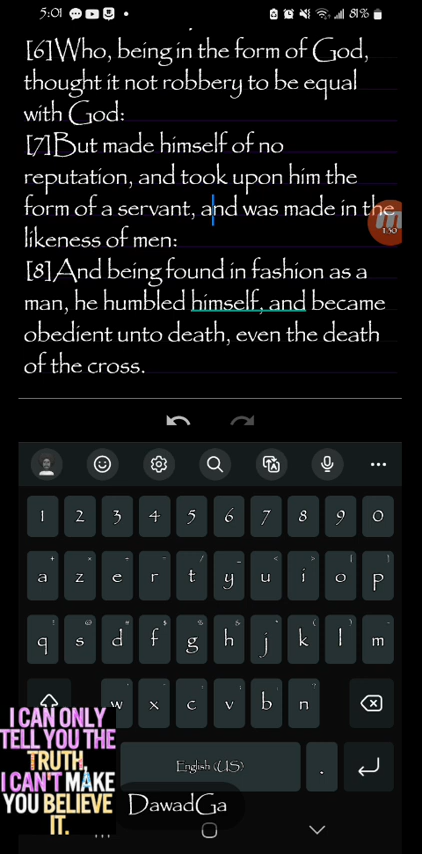 5:01 81%
[6]Who, being in the form of God,
thought it not robbery to be equal
with God:
[7]But made himself of no
reputation, and took upon him the
form of a servant, and was made in the
likeness of men:
1:50
[8]And being found in fashion as a
man, he humbled himself, and became
obedient unto death, even the death
of the cross.
1 2 3 4 5 6 7 8 9 0
a z e r t y u i o p
q s d f g h j k l m
w x c v b n
English (US) .
I CAN ONLY
TELL YOU THE
TRUTH,
I CAN'T MAKE
YOU BELIEVE
IT.
DawadGa